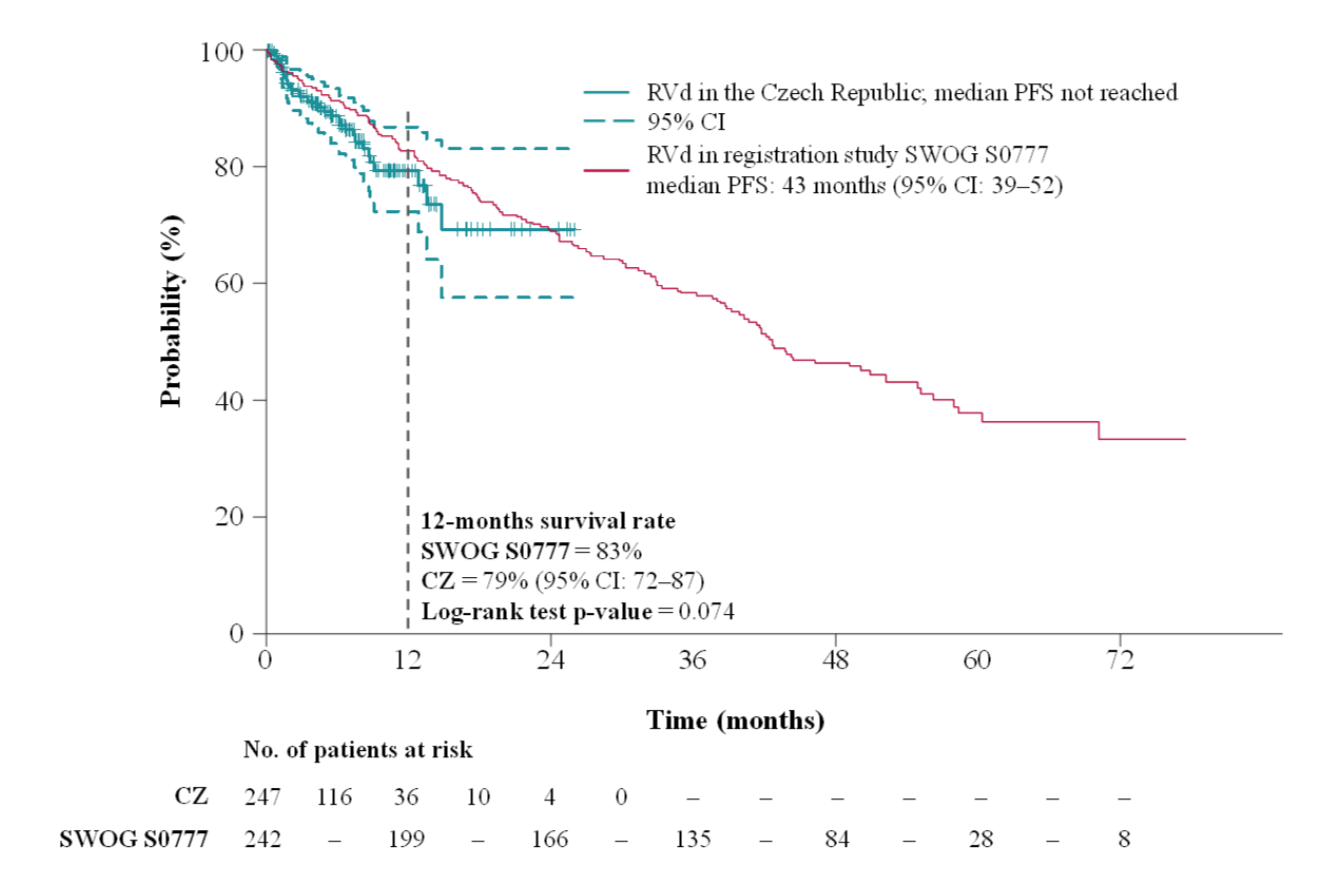 100
80
60
40
20
0
Probability (%)
RVd in the Czech Republic; median PFS not reached
95% CI
RVd in registration study SWOG S0777
median PFS: 43 months (95% CI: 39–52)
12-months survival rate
SWOG S0777 = 83%
CZ = 79% (95% CI: 72–87)
Log-rank test p-value = 0.074
0 12 24 36 48 60 72
Time (months)
No. of patients at risk
CZ 247 116 36 10 4 0 – – – – – – –
SWOG S0777 242 – 199 – 166 – 135 – 84 – 28 – 8